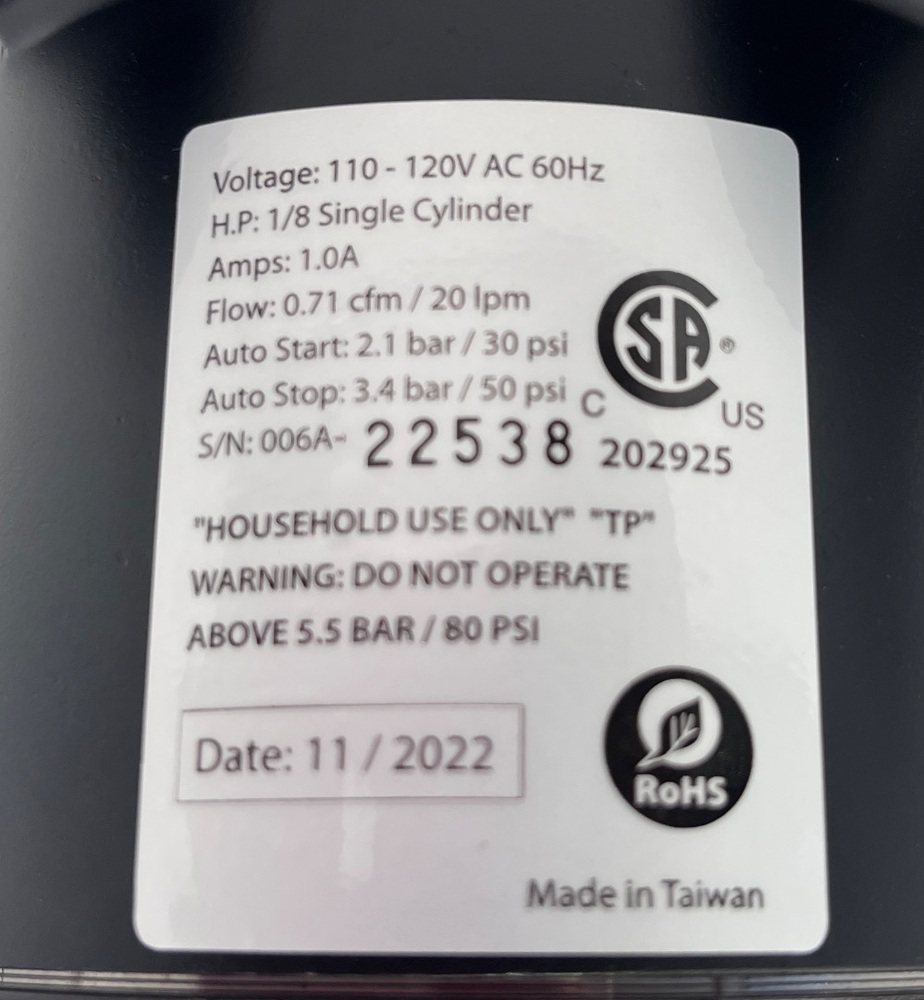 Voltage: 110 - 120V AC 60Hz
H.P: 1/8 Single Cylinder
Amps: 1.0A
Flow: 0.71 cfm / 20 lpm
Auto Start: 2.1 bar / 30 psi
Auto Stop: 3.4 bar / 50 psi
SA ®
C US
S/N: 006A- 22538 202925
"HOUSEHOLD USE ONLY" "TP"
WARNING: DO NOT OPERATE
ABOVE 5.5 BAR / 80 PSI
Date: 11 / 2022
RoHS
Made in Taiwan